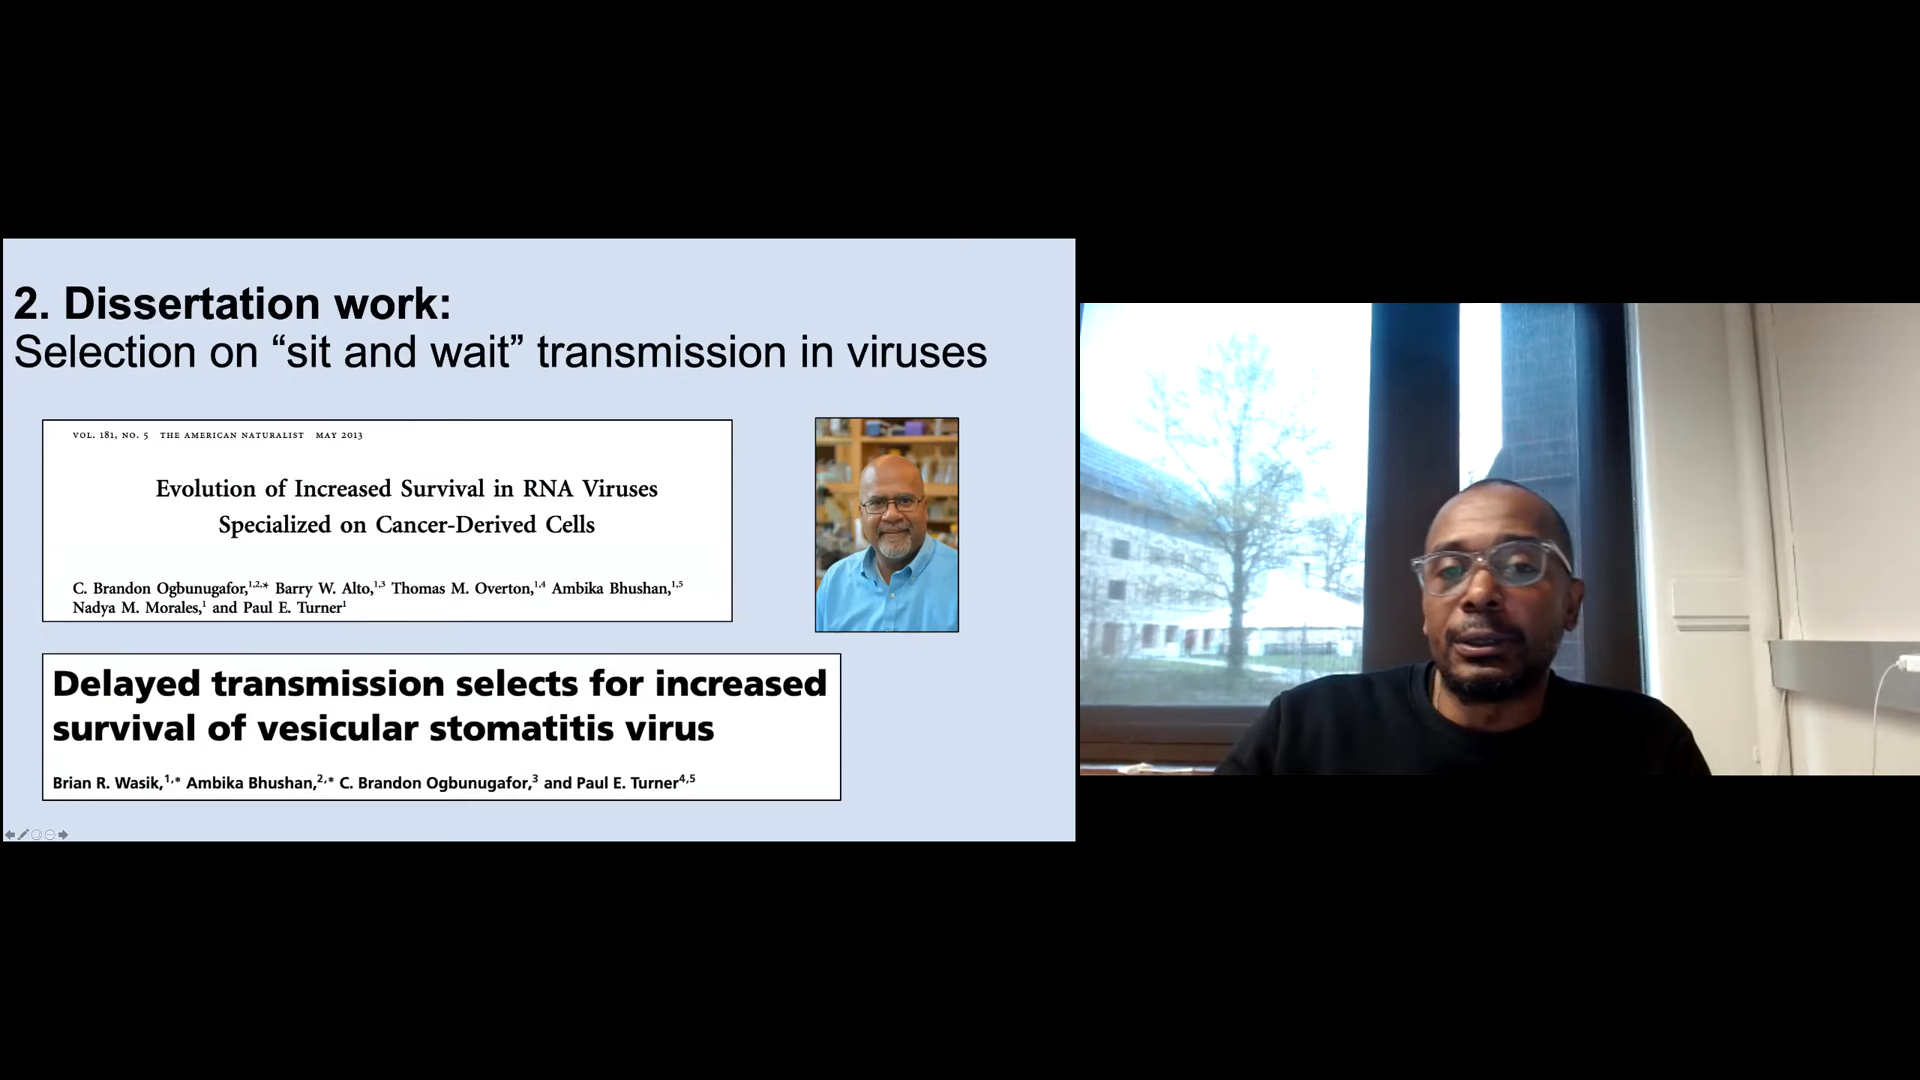 2. Dissertation work:
Selection on “sit and wait” transmission in viruses
VOL. 181, NO. 5 THE AMERICAN NATURALIST MAY 2013
Evolution of Increased Survival in RNA Viruses
Specialized on Cancer-Derived Cells
C. Brandon Ogbunugafor,1,2,* Barry W. Alto,1,3 Thomas M. Overton,1,4 Ambika Bhushan,1,5
Nadya M. Morales,1 and Paul E. Turner1
Delayed transmission selects for increased
survival of vesicular stomatitis virus
Brian R. Wasik,1,* Ambika Bhushan,2,* C. Brandon Ogbunugafor,3 and Paul E. Turner4,5